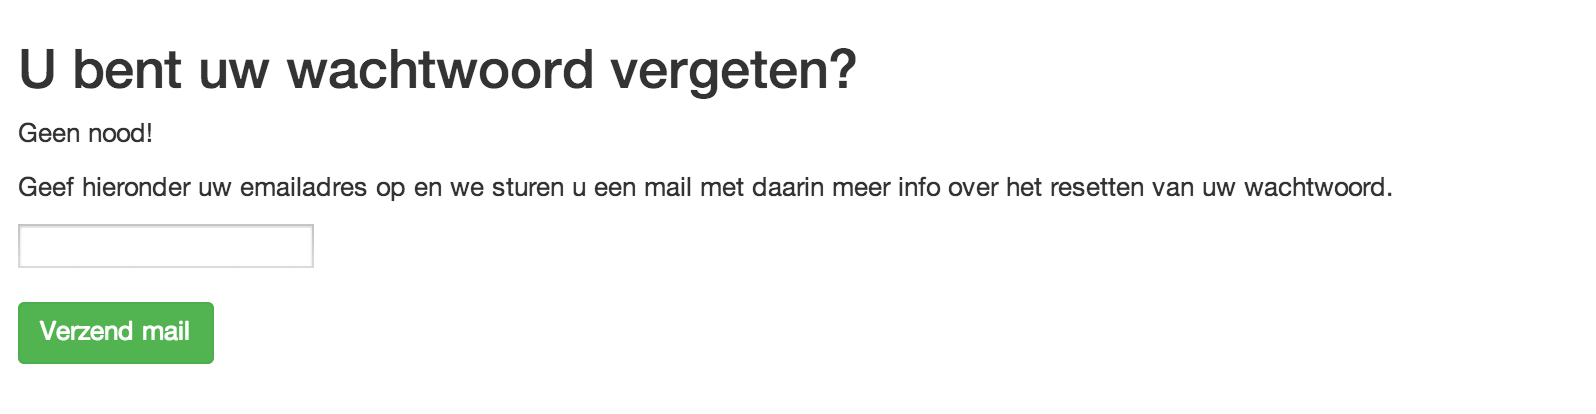 U bent uw wachtwoord vergeten?
Geen nood!
Geef hieronder uw emailadres op en we sturen u een mail met daarin meer info over het resetten van uw wachtwoord.
Verzend mail